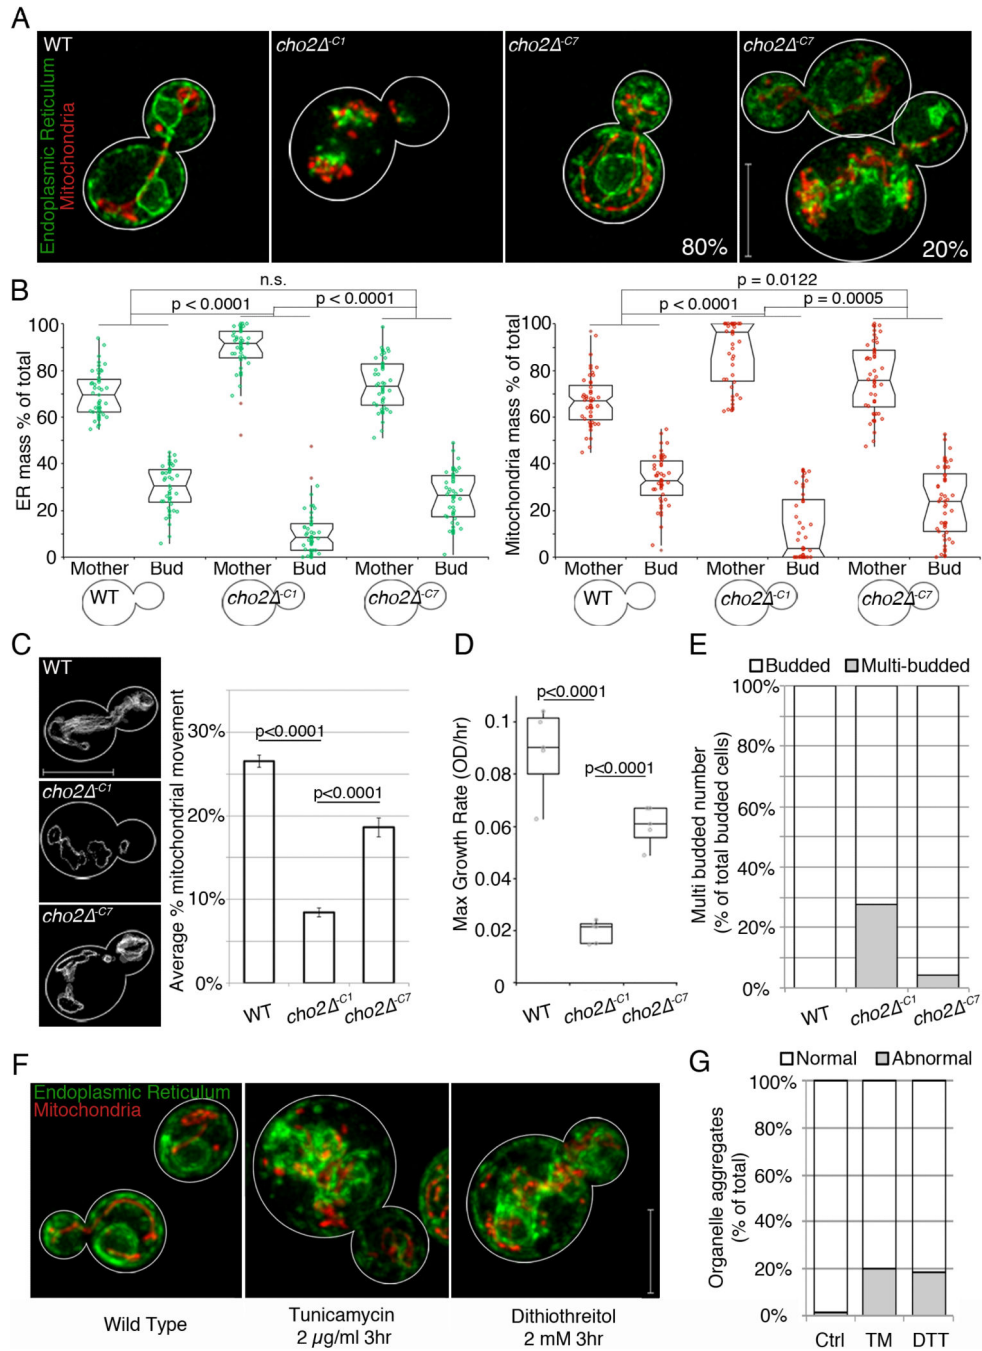 A
WT
cho2Δ-C1
cho2Δ-C7
cho2Δ-C7
Endoplasmic Reticulum
Mitochondria
80%
20%
B
n.s.
p < 0.0001
p < 0.0001
100
80
60
40
20
0
ER mass % of total
Mother Bud Mother Bud Mother Bud
WT
cho2Δ-C1
cho2Δ-C7
p = 0.0122
p < 0.0001
p = 0.0005
100
80
60
40
20
0
Mitochondria mass % of total
Mother Bud Mother Bud Mother Bud
WT
cho2Δ-C1
cho2Δ-C7
C
WT
cho2Δ-C1
cho2Δ-C7
Average % mitochondrial movement
30%
20%
10%
0%
p<0.0001
p<0.0001
WT
cho2Δ-C1
cho2Δ-C7
D
Max Growth Rate (OD/hr)
0.1
0.08
0.06
0.04
0.02
0
p<0.0001
p<0.0001
WT
cho2Δ-C1
cho2Δ-C7
E
Budded Multi-budded
Multi budded number
(% of total budded cells)
100%
80%
60%
40%
20%
0%
WT
cho2Δ-C1
cho2Δ-C7
F
Endoplasmic Reticulum
Mitochondria
Wild Type
Tunicamycin
2 µg/ml 3hr
Dithiothreitol
2 mM 3hr
G
Normal Abnormal
Organelle aggregates
(% of total)
100%
80%
60%
40%
20%
0%
Ctrl TM DTT